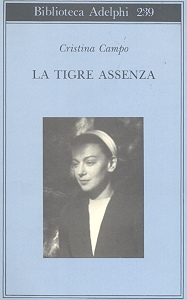 Biblioteca Adelphi 239
Cristina Campo
LA TIGRE ASSENZA